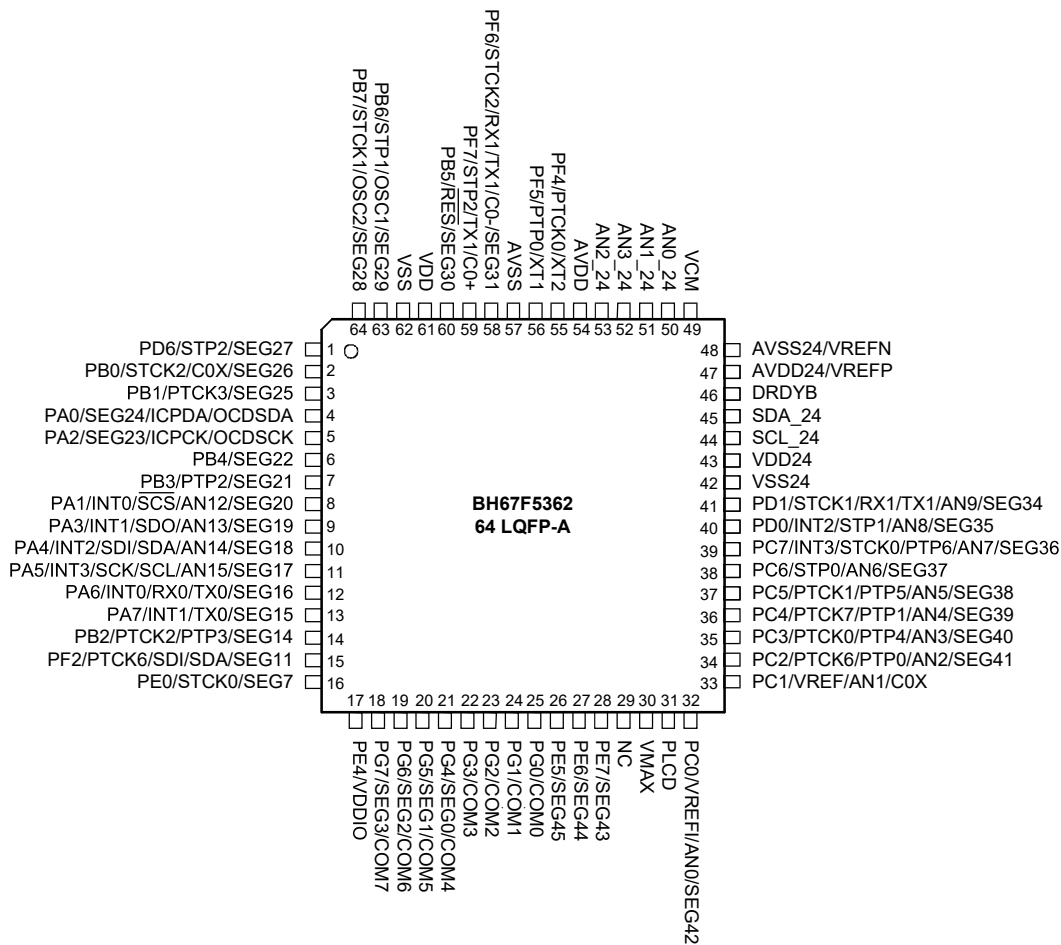 PB7/STCK1/OSC2/SEG28
PB6/STP1/OSC1/SEG29
VSS
VDD
PB5/RES/SEG30
PF7/STP2/TX1/C0+
PF6/STCK2/RX1/TX1/C0-/SEG31
AVSS
PF5/PTP0/XT1
PF4/PTCK0/XT2
AVDD
AN2_24
AN3_24
AN1_24
AN0_24
VCM
64 63 62 61 60 59 58 57 56 55 54 53 52 51 50 49
PD6/STP2/SEG27 1
PB0/STCK2/C0X/SEG26 2
PB1/PTCK3/SEG25 3
PA0/SEG24/ICPDA/OCDSDA 4
PA2/SEG23/ICPCK/OCDSCK 5
PB4/SEG22 6
PB3/PTP2/SEG21 7
PA1/INT0/SCS/AN12/SEG20 8
PA3/INT1/SDO/AN13/SEG19 9
PA4/INT2/SDI/SDA/AN14/SEG18 10
PA5/INT3/SCK/SCL/AN15/SEG17 11
PA6/INT0/RX0/TX0/SEG16 12
PA7/INT1/TX0/SEG15 13
PB2/PTCK2/PTP3/SEG14 14
PF2/PTCK6/SDI/SDA/SEG11 15
PE0/STCK0/SEG7 16
BH67F5362
64 LQFP-A
48 AVSS24/VREFN
47 AVDD24/VREFP
46 DRDYB
45 SDA_24
44 SCL_24
43 VDD24
42 VSS24
41 PD1/STCK1/RX1/TX1/AN9/SEG34
40 PD0/INT2/STP1/AN8/SEG35
39 PC7/INT3/STCK0/PTP6/AN7/SEG36
38 PC6/STP0/AN6/SEG37
37 PC5/PTCK1/PTP5/AN5/SEG38
36 PC4/PTCK7/PTP1/AN4/SEG39
35 PC3/PTCK0/PTP4/AN3/SEG40
34 PC2/PTCK6/PTP0/AN2/SEG41
33 PC1/VREF/AN1/C0X
17 18 19 20 21 22 23 24 25 26 27 28 29 30 31 32
PE4/VDDIO
PG7/SEG3/COM7
PG6/SEG2/COM6
PG5/SEG1/COM5
PG4/SEG0/COM4
PG3/COM3
PG2/COM2
PG1/COM1
PG0/COM0
PE5/SEG45
PE6/SEG44
PE7/SEG43
NC
VMAX
PLCD
PC0/VREFI/AN0/SEG42